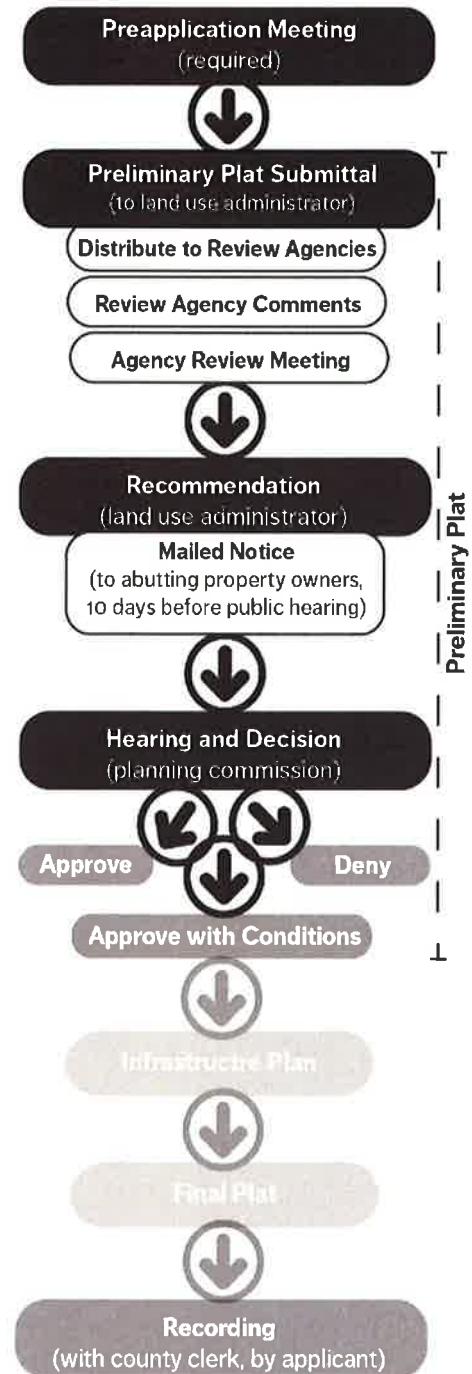 Preapplication Meeting
(required)
Preliminary Plat Submittal
(to land use administrator)
Distribute to Review Agencies
Review Agency Comments
Agency Review Meeting
Recommendation
(land use administrator)
Mailed Notice
(to abutting property owners,
10 days before public hearing)
Hearing and Decision
(planning commission)
Approve
Deny
Approve with Conditions
Preliminary Plat
Infrastructre Plan
Final Plat
Recording
(with county clerk, by applicant)